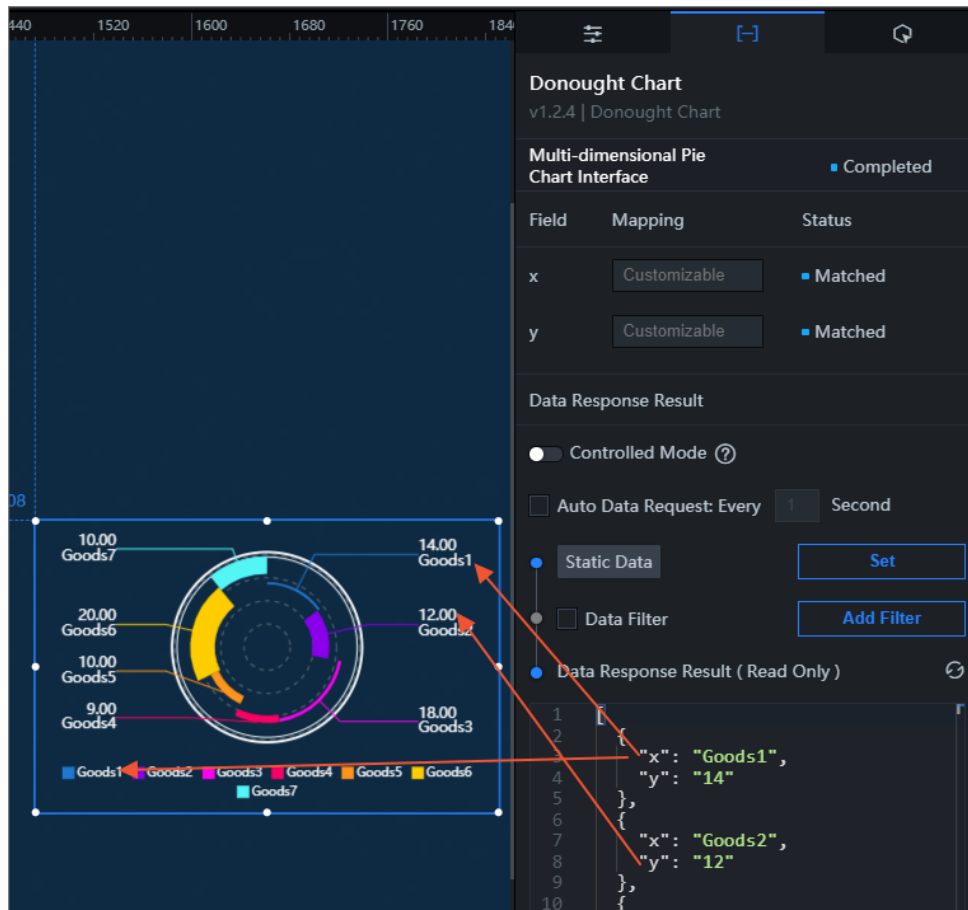 440 1520 1600 1680 1760 184
Donought Chart
v1.2.4 | Donought Chart
Multi-dimensional Pie
Chart Interface
Completed
Field Mapping Status
x Customizable Matched
y Customizable Matched
Data Response Result
Controlled Mode ?
Auto Data Request: Every 1 Second
Static Data Set
Data Filter Add Filter
Data Response Result ( Read Only )
1 [
2 {
3 "x": "Goods1",
4 "y": "14"
5 },
6 {
7 "x": "Goods2",
8 "y": "12"
9 },
10 {
08
10.00
Goods7
14.00
Goods1
20.00
Goods6
12.00
Goods2
10.00
Goods5
9.00
Goods4
18.00
Goods3
Goods1 Goods2 Goods3 Goods4 Goods5 Goods6
Goods7